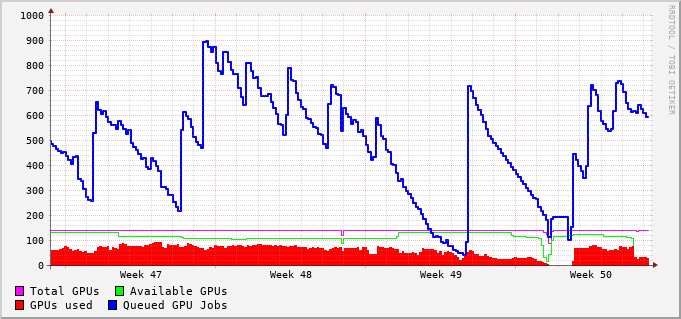 1000
900
800
700
600
500
400
300
200
100
0
Week 47 Week 48 Week 49 Week 50
Total GPUs Available GPUs
GPUs used Queued GPU Jobs
RRDTOOL / TOBI OETIKER